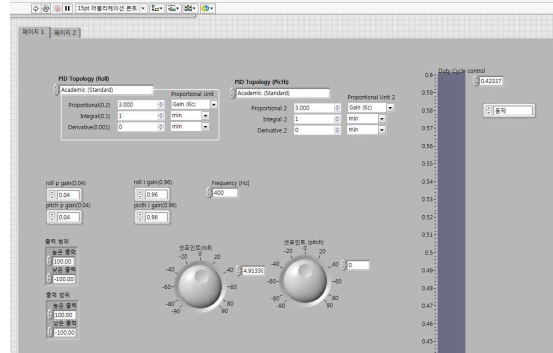 15pt 어플리케이션 폰트
페이지 1 페이지 2
PID Topology (Roll)
Academic (Standard)
Proportional Unit
Proportional(0.2) 3.000 Gain (Kc)
Integral(0.1) 1 min
Derivative(0.001) 0 min
PID Topology (Picth)
Academic (Standard)
Proportional Unit 2
Proportional 2 3.000 Gain (Kc)
Integral 2 1 min
Derivative 2 0 min
Duty Cycle control
0.42337
동작
0.6
0.59
0.58
0.57
0.56
0.55
0.54
0.53
0.52
0.51
0.5
0.49
0.48
0.47
0.46
0.45
roll p gain(0.04)
0.04
pitch p gian(0.04)
0.04
roll I gain(0.96)
0.96
picth I gain(0.96)
0.96
Frequency [Hz]
400
출력 범위
높은 출력
100.00
낮은 출력
-100.00
출력 범위
높은 출력
100.00
낮은 출력
-100.00
셋포인트(roll)
-20 0 20
-40 40
-60 60
-80 80
-90 90
4.91339
셋포인트 (pitch)
-20 0 20
-40 40
-60 60
-80 80
-90 90
0